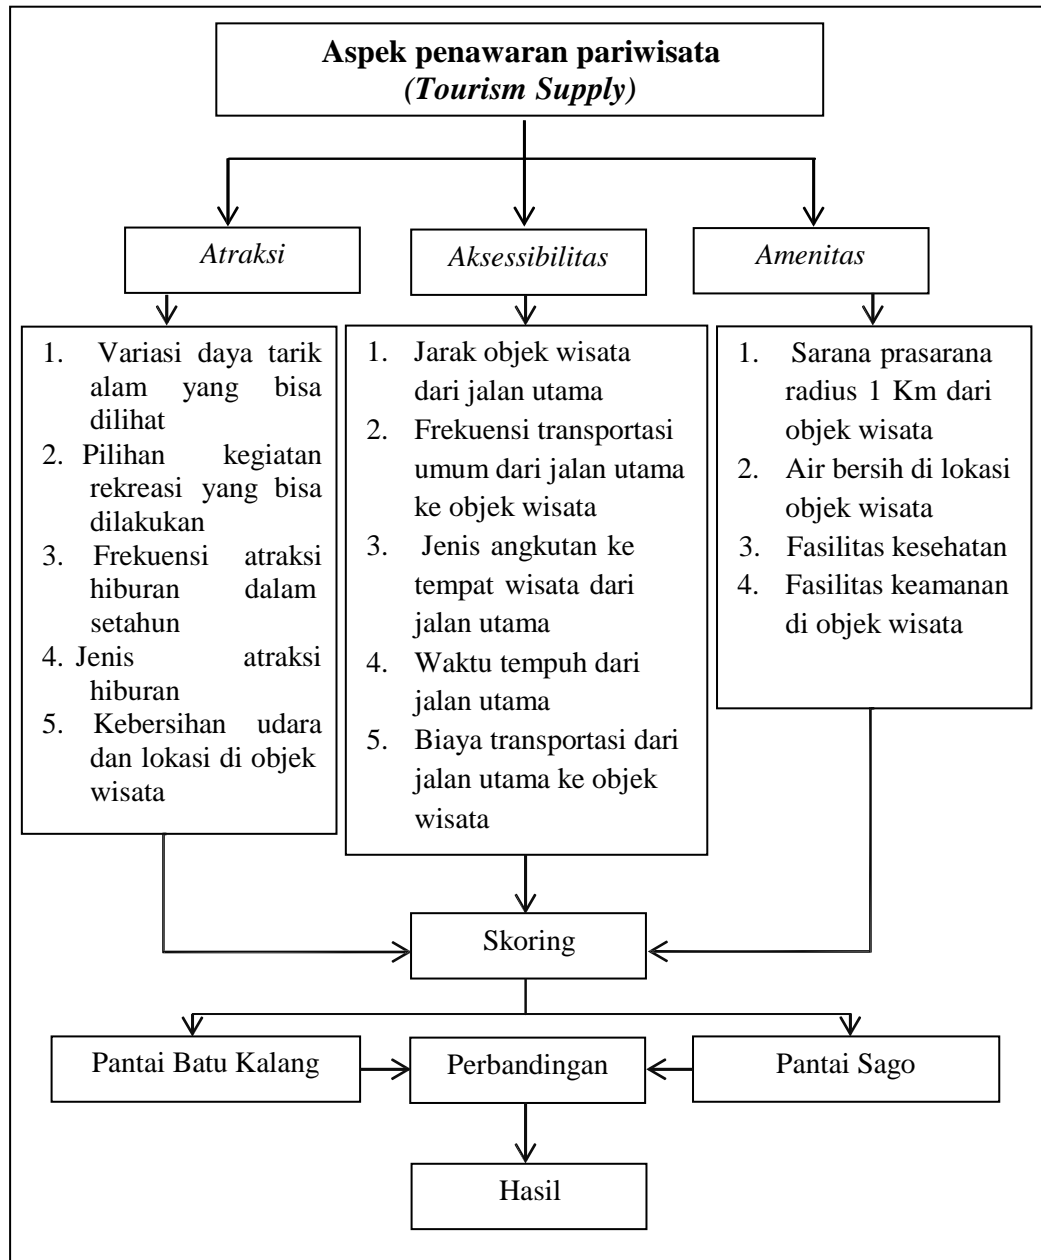 Aspek penawaran pariwisata
(Tourism Supply)
Atraksi
Aksessibilitas
Amenitas
1. Variasi daya tarik
alam yang bisa
dilihat
2. Pilihan kegiatan
rekreasi yang bisa
dilakukan
3. Frekuensi atraksi
hiburan dalam
setahun
4. Jenis atraksi
hiburan
5. Kebersihan udara
dan lokasi di objek
wisata
1. Jarak objek wisata
dari jalan utama
2. Frekuensi transportasi
umum dari jalan utama
ke objek wisata
3. Jenis angkutan ke
tempat wisata dari
jalan utama
4. Waktu tempuh dari
jalan utama
5. Biaya transportasi dari
jalan utama ke objek
wisata
1. Sarana prasarana
radius 1 Km dari
objek wisata
2. Air bersih di lokasi
objek wisata
3. Fasilitas kesehatan
4. Fasilitas keamanan
di objek wisata
Skoring
Pantai Batu Kalang
Perbandingan
Pantai Sago
Hasil